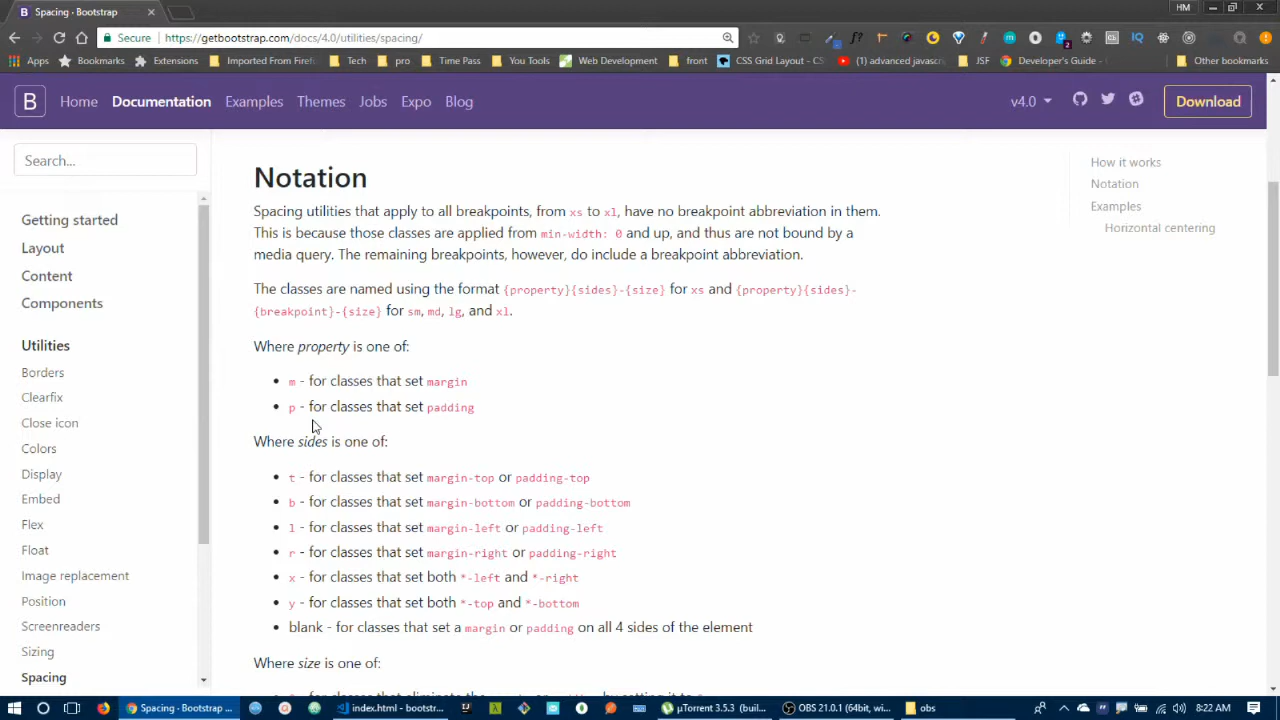 Spacing · Bootstrap
HM
Secure
https://getbootstrap.com/docs/4.0/utilities/spacing/
Apps
Bookmarks
Extensions
Imported From Firef
Tech
pro
Time Pass
You Tools
Web Development
front
CSS Grid Layout - CS
(1) advanced javasc
JSF
Developer's Guide -
Other bookmarks
B
Home
Documentation
Examples
Themes
Jobs
Expo
Blog
v4.0
Download
Search...
Getting started
Layout
Content
Components
Utilities
Borders
Clearfix
Close icon
Colors
Display
Embed
Flex
Float
Image replacement
Position
Screenreaders
Sizing
Spacing
Notation
Spacing utilities that apply to all breakpoints, from xs to xl, have no breakpoint abbreviation in them.
This is because those classes are applied from min-width: 0 and up, and thus are not bound by a
media query. The remaining breakpoints, however, do include a breakpoint abbreviation.
The classes are named using the format {property}{sides}-{size} for xs and {property}{sides}-
{breakpoint}-{size} for sm, md, lg, and xl.
Where property is one of:
• m - for classes that set margin
• p - for classes that set padding
Where sides is one of:
• t - for classes that set margin-top or padding-top
• b - for classes that set margin-bottom or padding-bottom
• l - for classes that set margin-left or padding-left
• r - for classes that set margin-right or padding-right
• x - for classes that set both *-left and *-right
• y - for classes that set both *-top and *-bottom
• blank - for classes that set a margin or padding on all 4 sides of the element
Where size is one of:
How it works
Notation
Examples
Horizontal centering
Spacing · Bootstrap ...
index.html - bootstr...
µTorrent 3.5.3 (buil...
OBS 21.0.1 (64bit, wi...
obs
8:22 AM